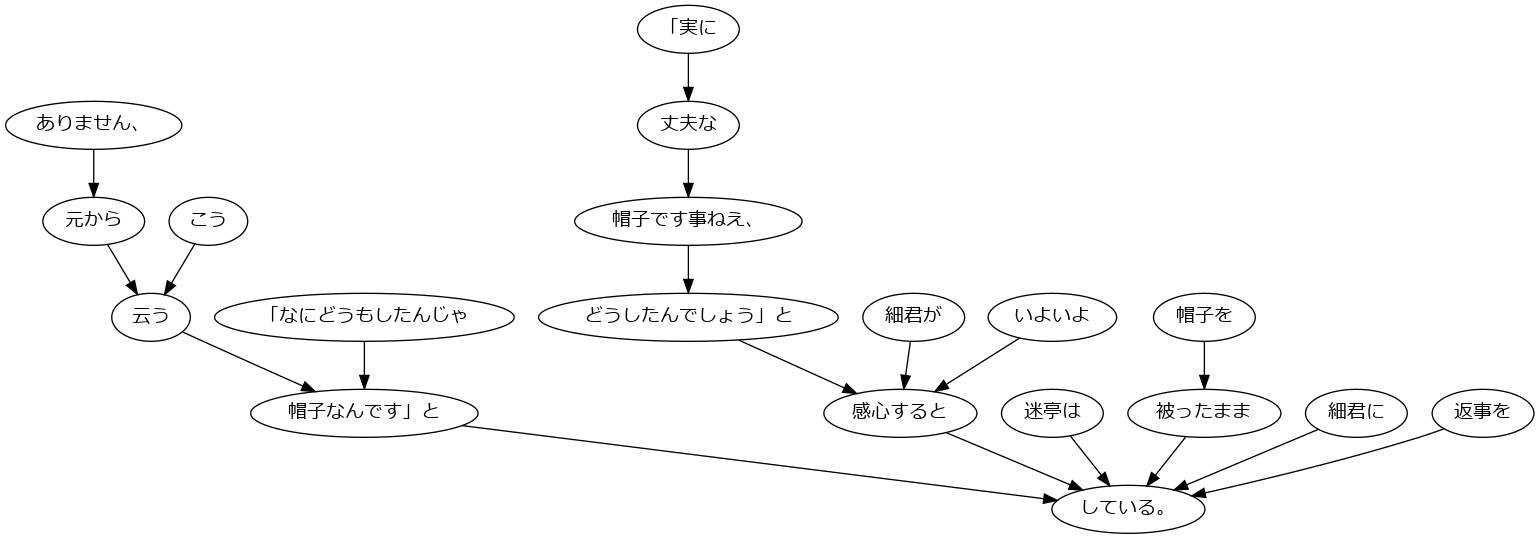 「実に
ありません、
丈夫な
元から
こう
帽子です事ねえ、
云う
「なにどうもしたんじゃ
どうしたんでしょう」と
細君が
いよいよ
帽子を
帽子なんです」と
感心すると
迷亭は
被ったまま
細君に
返事を
している。